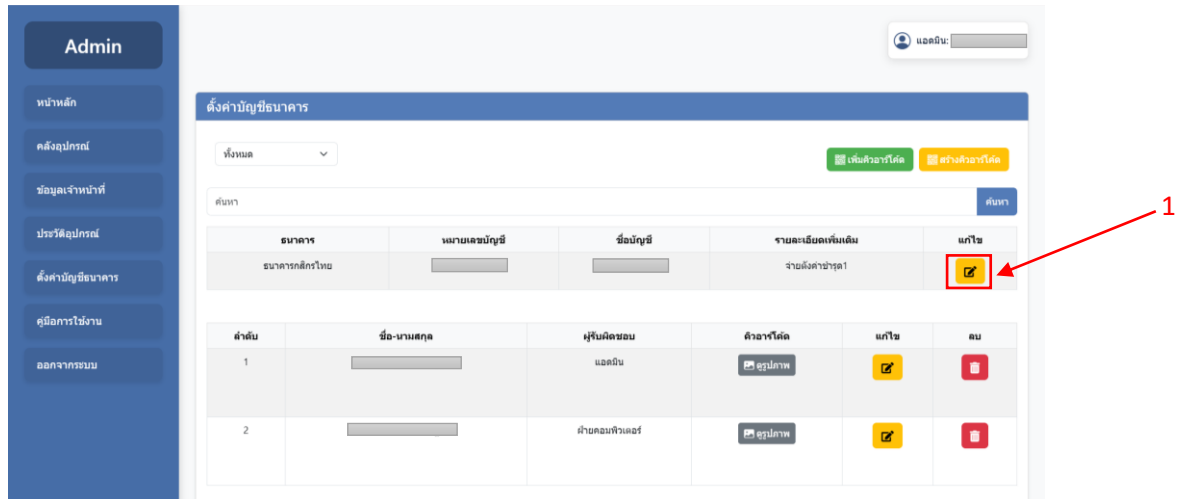 Admin
แอดมิน:
หน้าหลัก
คลังอุปกรณ์
ข้อมูลเจ้าหน้าที่
ประวัติอุปกรณ์
ตั้งค่าบัญชีธนาคาร
คู่มือการใช้งาน
ออกจากระบบ
ตั้งค่าบัญชีธนาคาร
ทั้งหมด
เพิ่มคิวอาร์โค้ด สร้างคิวอาร์โค้ด
ค้นหา ค้นหา
1
ธนาคาร หมายเลขบัญชี ชื่อบัญชี รายละเอียดเพิ่มเติม แก้ไข
ธนาคารกสิกรไทย จ่ายตังค่าชำรุด1
ลำดับ ชื่อ-นามสกุล ผู้รับผิดชอบ คิวอาร์โค้ด แก้ไข ลบ
1 แอดมิน ดูรูปภาพ
2 ฝ่ายคอมพิวเตอร์ ดูรูปภาพ